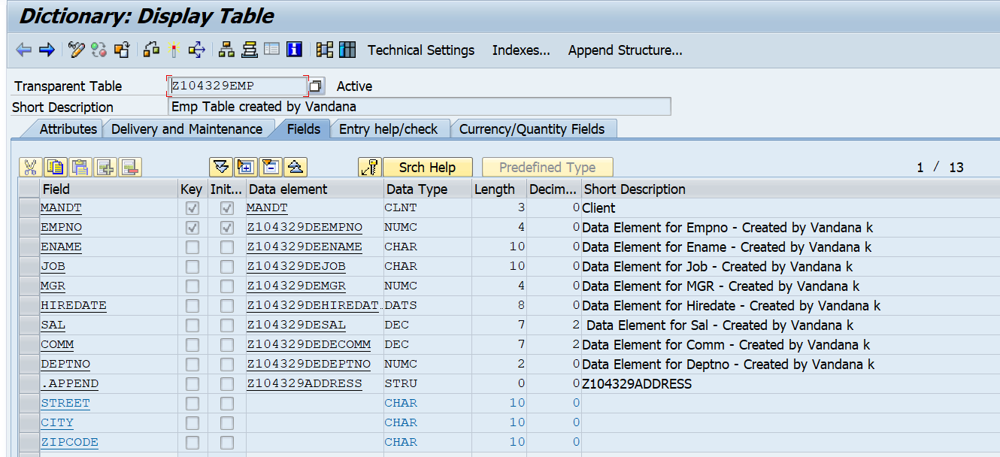 Dictionary: Display Table
Technical Settings Indexes... Append Structure...
Transparent Table Z104329EMP Active
Short Description Emp Table created by Vandana
Attributes Delivery and Maintenance Fields Entry help/check Currency/Quantity Fields
Srch Help Predefined Type 1 / 13
Field Key Init... Data element Data Type Length Decim... Short Description
MANDT MANDT CLNT 3 0 Client
EMPNO Z104329DEEMPNO NUMC 4 0 Data Element for Empno - Created by Vandana k
ENAME Z104329DEENAME CHAR 10 0 Data Element for Ename - Created by Vandana k
JOB Z104329DEJOB CHAR 10 0 Data Element for Job - Created by Vandana k
MGR Z104329DEMGR NUMC 4 0 Data Element for MGR - Created by Vandana k
HIREDATE Z104329DEHIREDAT.. DATS 8 0 Data Element for Hiredate - Created by Vandana k
SAL Z104329DESAL DEC 7 2 Data Element for Sal - Created by Vandana k
COMM Z104329DEDECOMM DEC 7 2 Data Element for Comm - Created by Vandana k
DEPTNO Z104329DEDEPTNO NUMC 2 0 Data Element for Deptno - Created by Vandana k
.APPEND Z104329ADDRESS STRU 0 0 Z104329ADDRESS
STREET CHAR 10 0
CITY CHAR 10 0
ZIPCODE CHAR 10 0